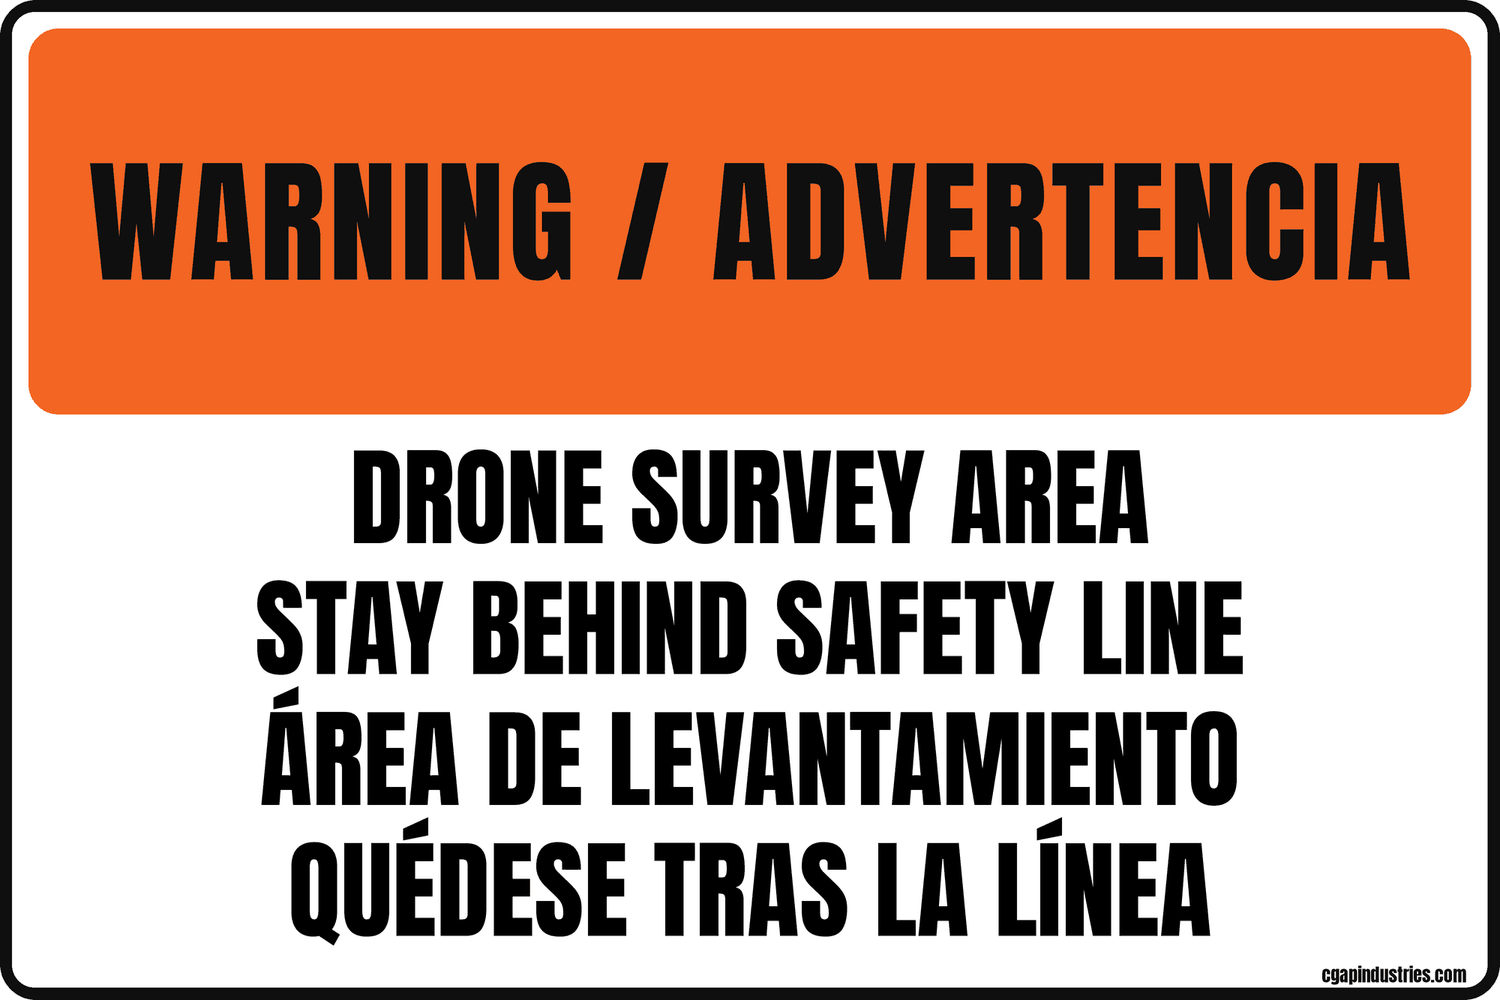 WARNING / ADVERTENCIA
DRONE SURVEY AREA
STAY BEHIND SAFETY LINE
ÁREA DE LEVANTAMIENTO
QUÉDESE TRAS LA LÍNEA
cgapindustries.com